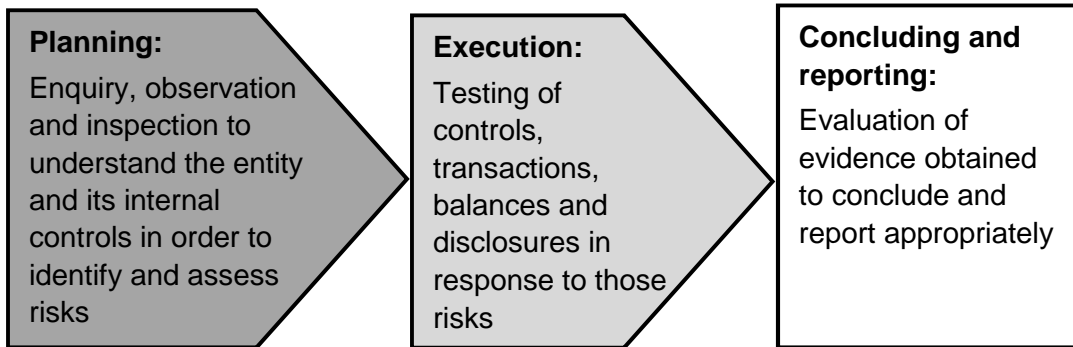 Planning:
Enquiry, observation
and inspection to
understand the entity
and its internal
controls in order to
identify and assess
risks
Execution:
Testing of
controls,
transactions,
balances and
disclosures in
response to those
risks
Concluding and
reporting:
Evaluation of
evidence obtained
to conclude and
report appropriately